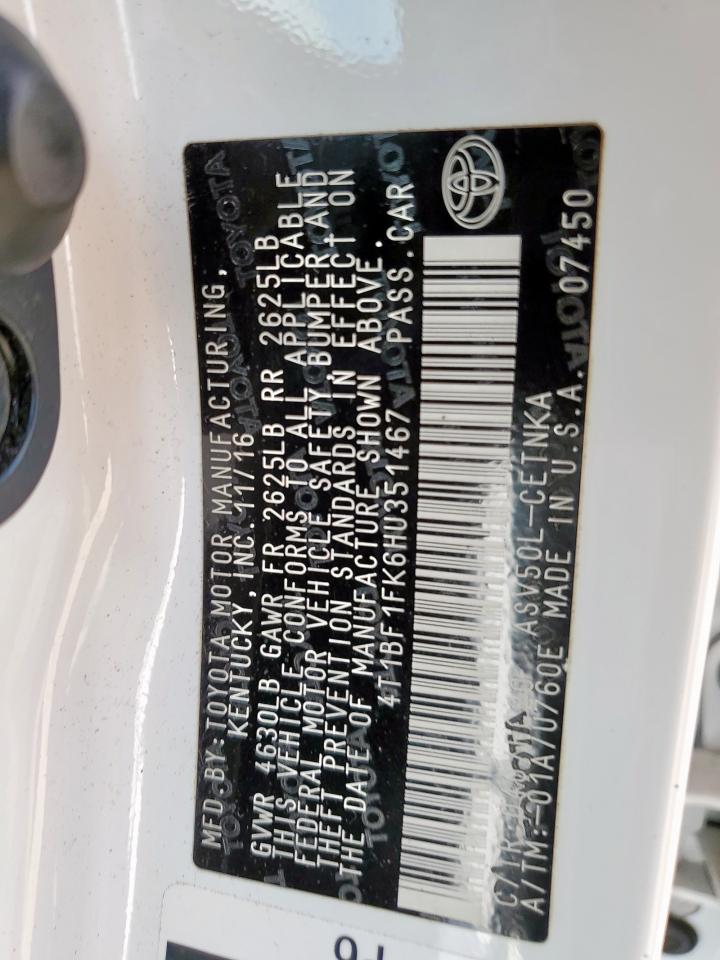 MFD.BY:TOYOTA MOTOR MANUFACTURING,
KENTUCKY,INC.11/16
GVWR 4630LB GAWR FR 2625LB RR 2625LB
THIS VEHICLE CONFORMS TO ALL APPLICABLE
FEDERAL MOTOR VEHICLE SAFETY,BUMPER,AND
THEFT PREVENTION STANDARDS IN EFFECT ON
THE DATE OF MANUFACTURE SHOWN ABOVE.
4T1BF1FK6HU351467 PASS.CAR
C/TR: ASV50L-CETNKA
A/TM:-01A/U760E MADE IN U.S.A. 07450